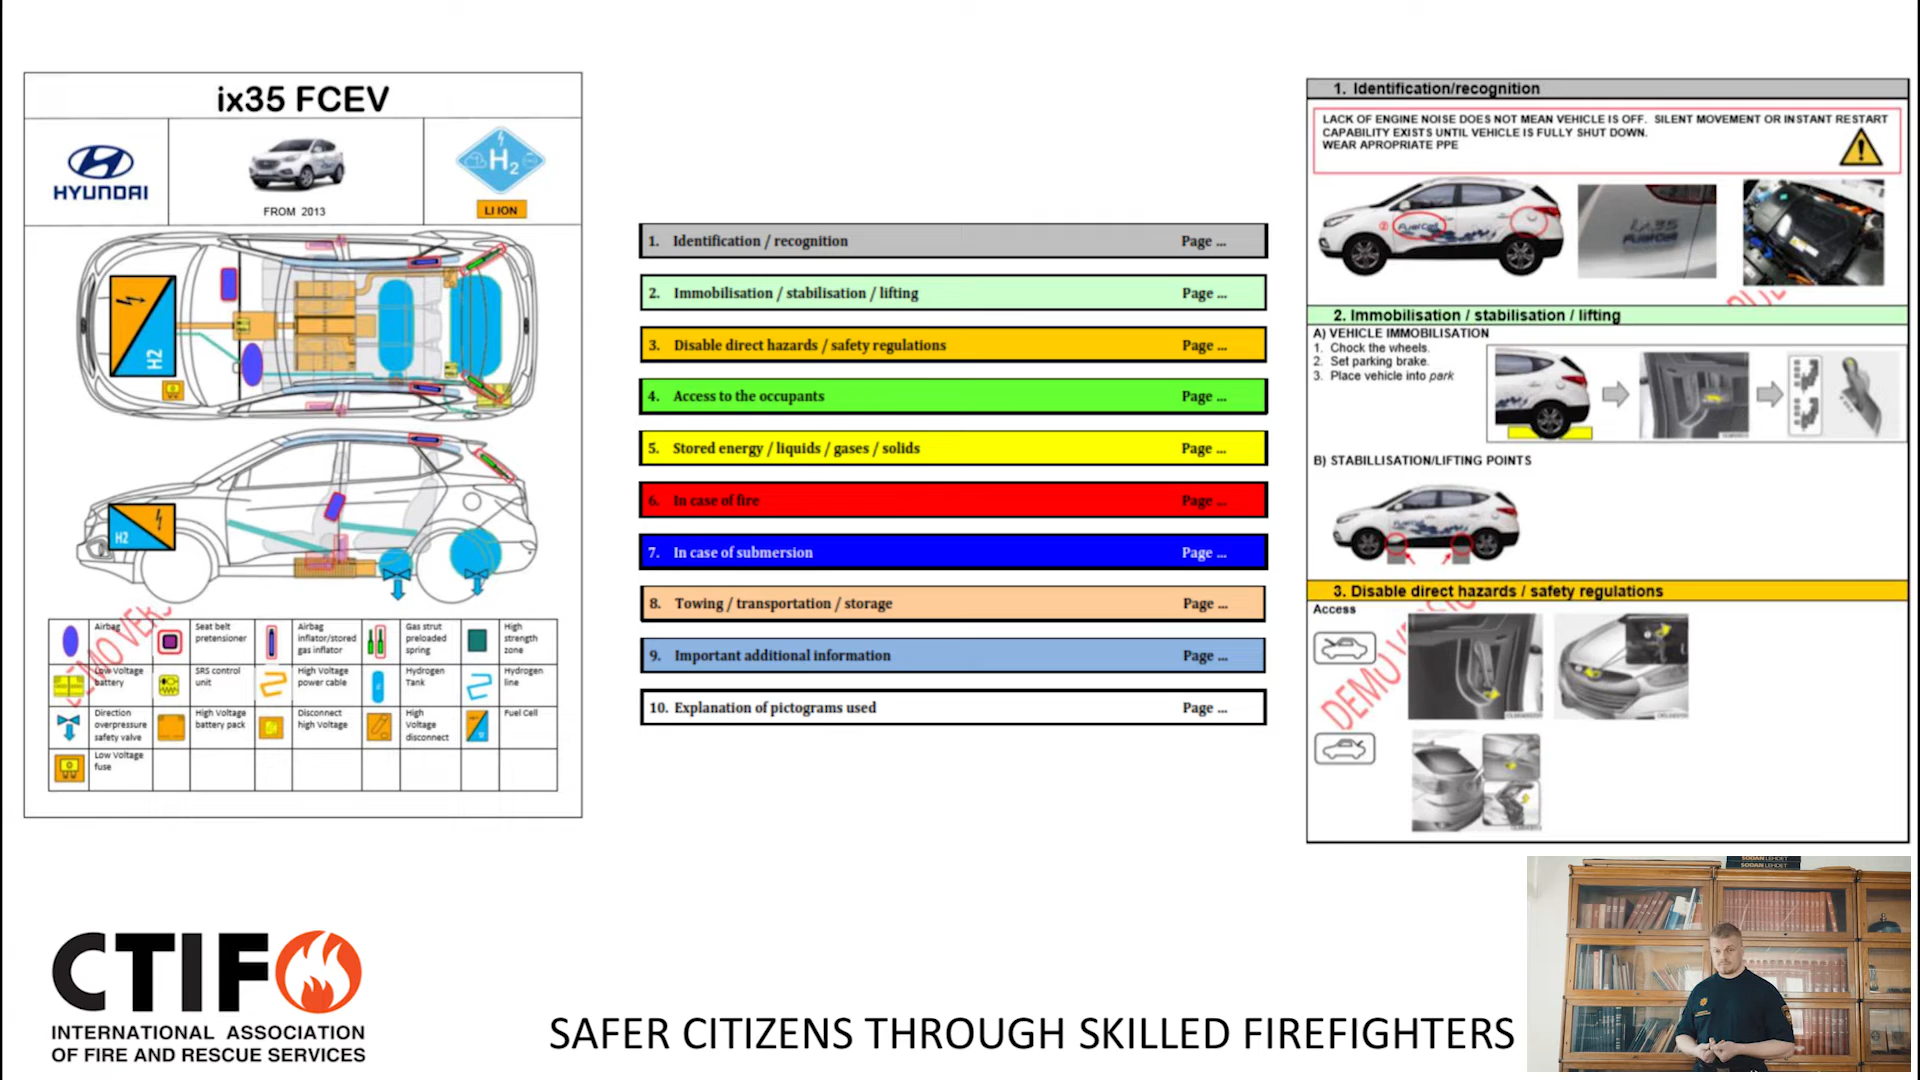 ix35 FCEV
HYUNDAI
FROM 2013
H2
LI ION
H2
H2
Airbag
Seat belt
pretensioner
Airbag
inflator/stored
gas inflator
Gas strut
preloaded
spring
High
strength
zone
Low Voltage
battery
SRS control
unit
High Voltage
power cable
Hydrogen
Tank
Hydrogen
line
Direction
overpressure
safety valve
High Voltage
battery pack
Disconnect
high Voltage
High
Voltage
disconnect
Fuel Cell
Low Voltage
fuse
1. Identification / recognition Page ...
2. Immobilisation / stabilisation / lifting Page ...
3. Disable direct hazards / safety regulations Page ...
4. Access to the occupants Page ...
5. Stored energy / liquids / gases / solids Page ...
6. In case of fire Page ...
7. In case of submersion Page ...
8. Towing / transportation / storage Page ...
9. Important additional information Page ...
10. Explanation of pictograms used Page ...
1. Identification/recognition
LACK OF ENGINE NOISE DOES NOT MEAN VEHICLE IS OFF. SILENT MOVEMENT OR INSTANT RESTART
CAPABILITY EXISTS UNTIL VEHICLE IS FULLY SHUT DOWN.
WEAR APROPRIATE PPE
2
Fuel Cell
ix35
Fuel Cell
2. Immobilisation / stabilisation / lifting
A) VEHICLE IMMOBILISATION
1. Chock the wheels.
2. Set parking brake.
3. Place vehicle into park
B) STABILLISATION/LIFTING POINTS
3. Disable direct hazards / safety regulations
Access
DEMO V
CTIF
INTERNATIONAL ASSOCIATION
OF FIRE AND RESCUE SERVICES
SAFER CITIZENS THROUGH SKILLED FIREFIGHTERS